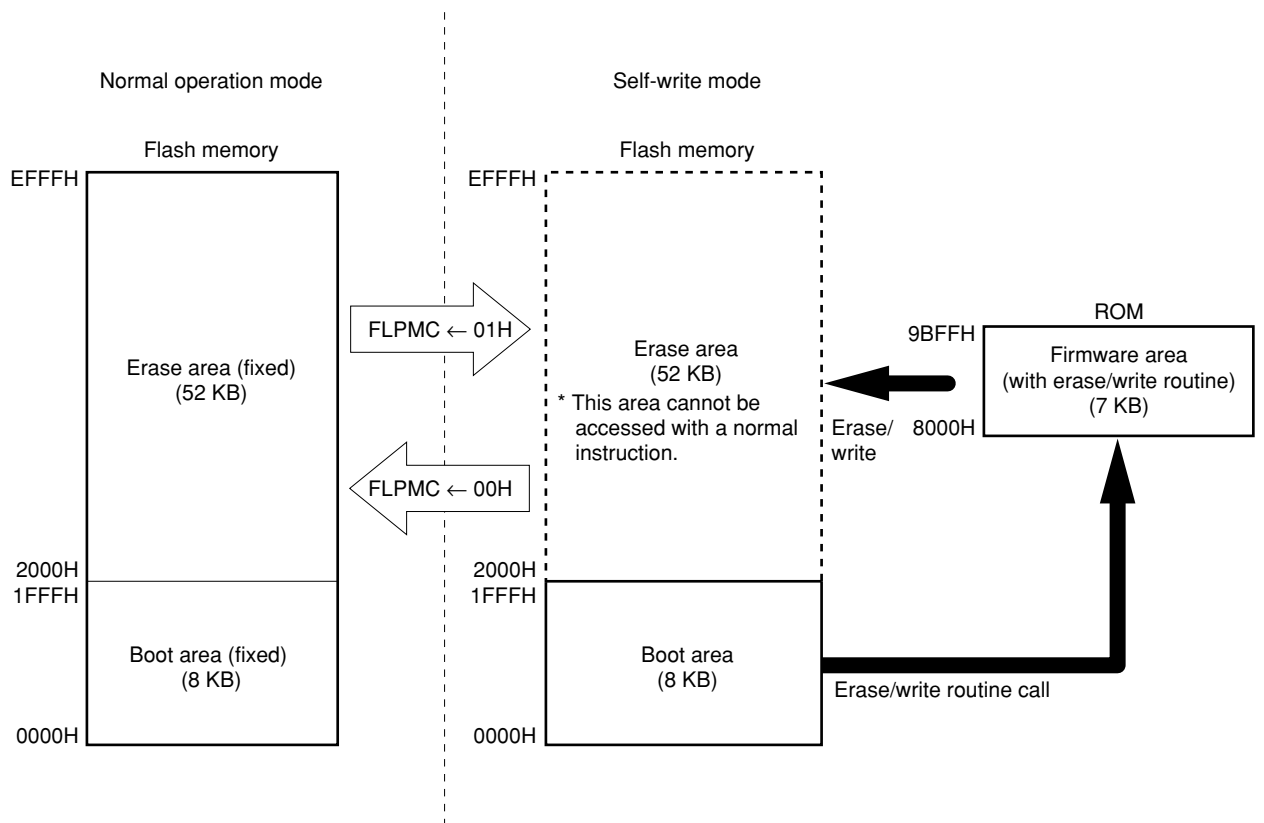 Normal operation mode
Self-write mode
Flash memory
Flash memory
EFFFH
EFFFH
FLPMC ← 01H
ROM
9BFFH
Firmware area
(with erase/write routine)
(7 KB)
Erase area (fixed)
(52 KB)
Erase area
(52 KB)
* This area cannot be
accessed with a normal
instruction.
Erase/
write
8000H
FLPMC ← 00H
2000H
1FFFH
2000H
1FFFH
Boot area (fixed)
(8 KB)
Boot area
(8 KB)
Erase/write routine call
0000H
0000H